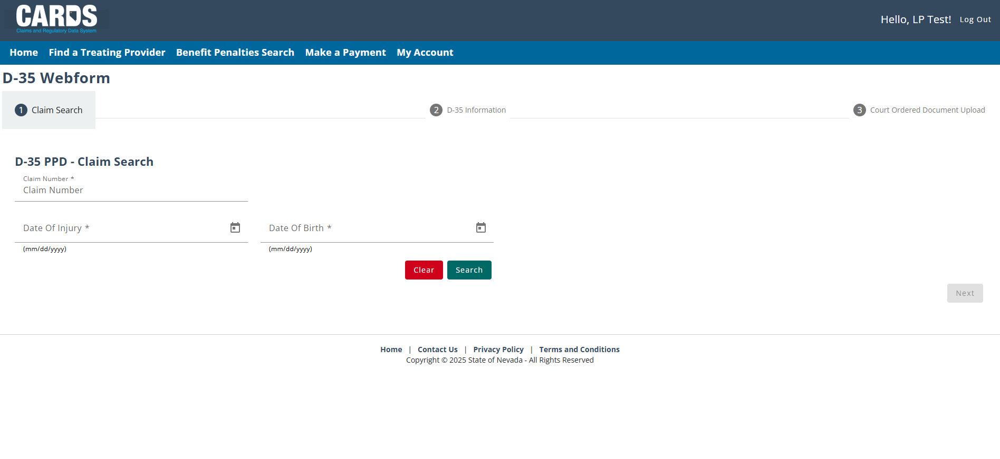 CARDS
Claims and Regulatory Data System
Hello, LP Test! Log Out
Home Find a Treating Provider Benefit Penalties Search Make a Payment My Account
D-35 Webform
1 Claim Search 2 D-35 Information 3 Court Ordered Document Upload
D-35 PPD - Claim Search
Claim Number *
Claim Number
Date Of Injury * Date Of Birth *
(mm/dd/yyyy) (mm/dd/yyyy)
Clear Search
Next
Home | Contact Us | Privacy Policy | Terms and Conditions
Copyright © 2025 State of Nevada - All Rights Reserved